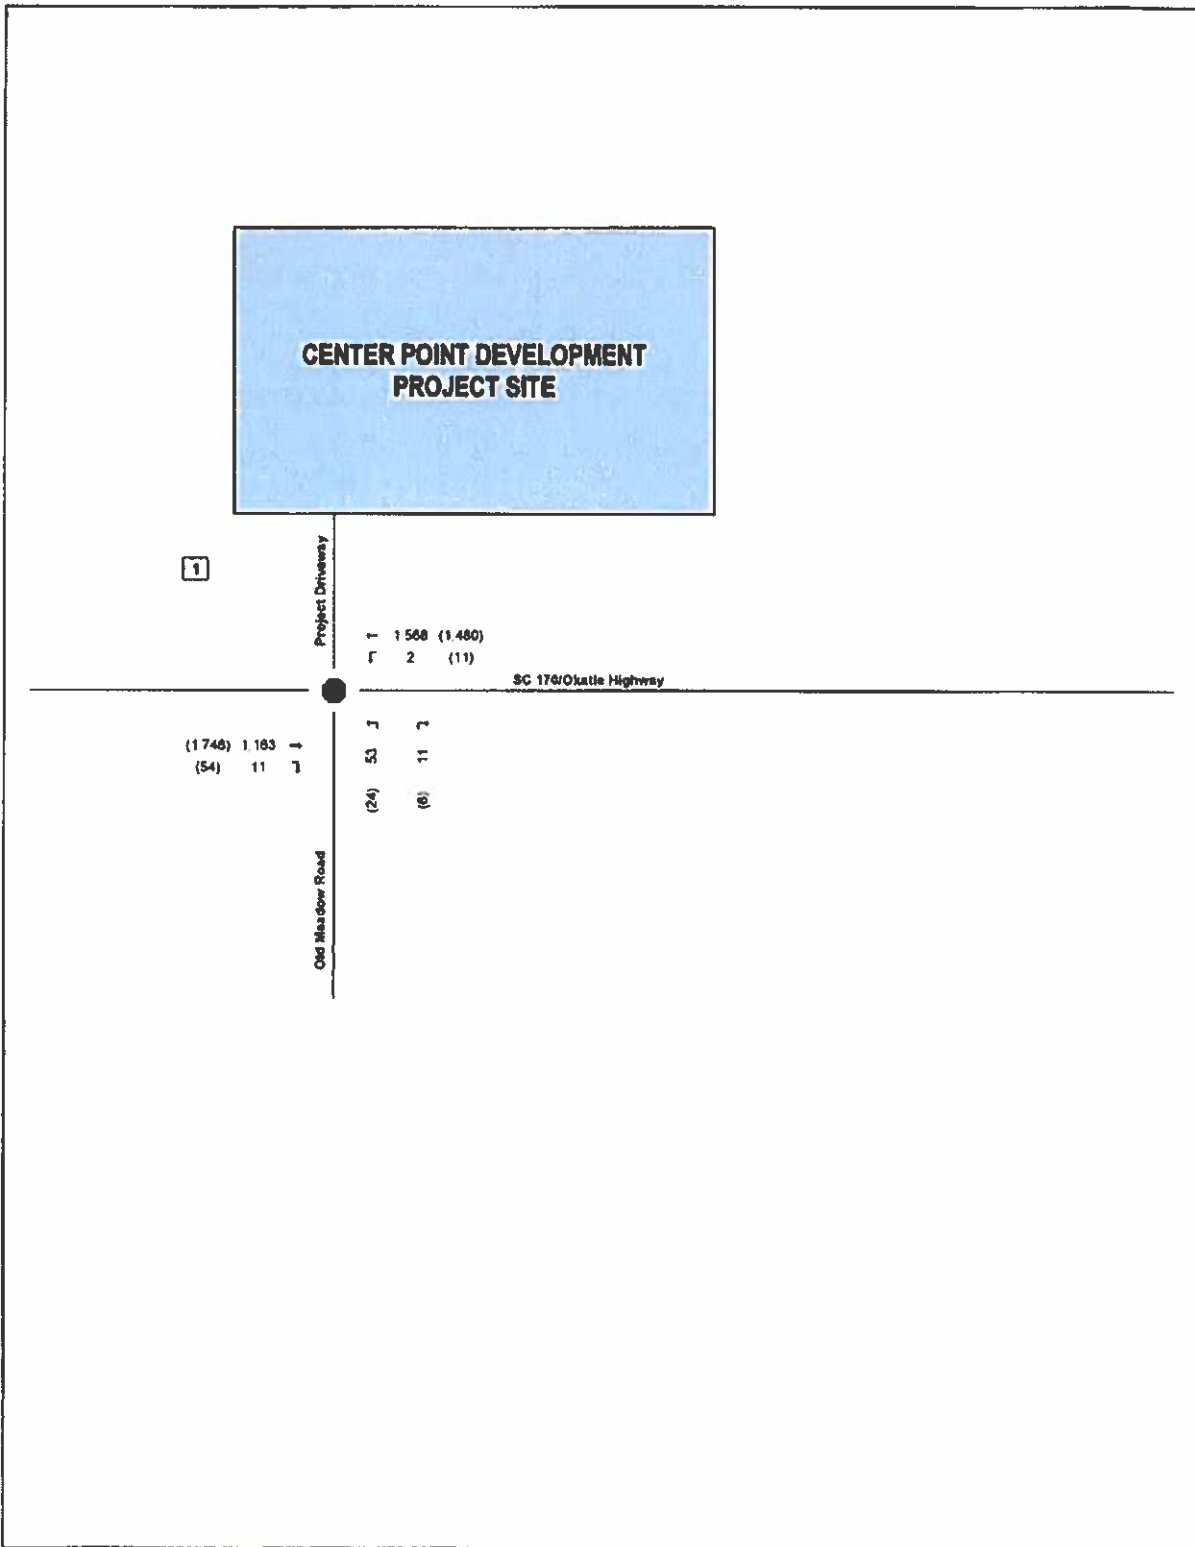 CENTER POINT DEVELOPMENT
PROJECT SITE
1
Project Driveway
1,568 (1,480)
2 (11)
SC 170/Okatie Highway
(1,746) 1,163
(54) 11
53 11
(24) (6)
Old Meadow Road